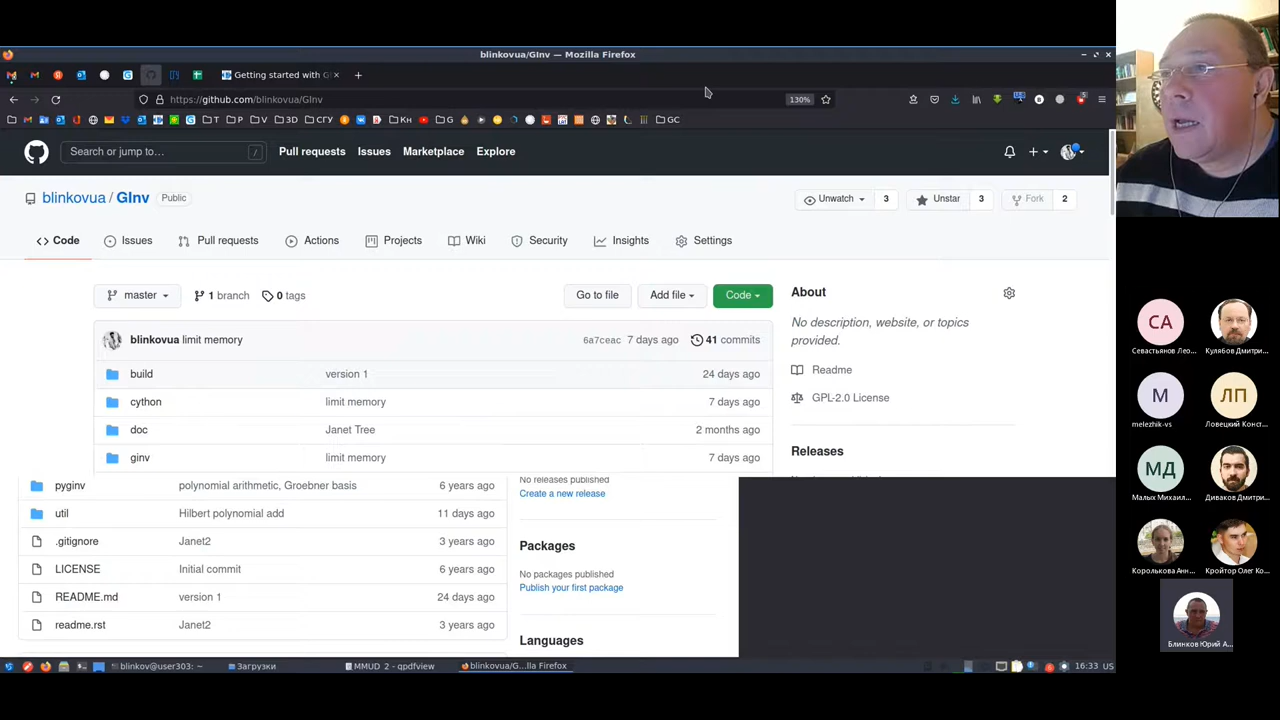 blinkovua/GInv — Mozilla Firefox
Getting started with G
https://github.com/blinkovua/GInv
130%
T P V 3D СГУ Кн G GC
Search or jump to… /
Pull requests Issues Marketplace Explore
blinkovua / GInv Public
Unwatch 3 Unstar 3 Fork 2
Code Issues Pull requests Actions Projects Wiki Security Insights Settings
master 1 branch 0 tags Go to file Add file Code
About
No description, website, or topics
provided.
Readme
GPL-2.0 License
Releases
blinkovua limit memory 6a7ceac 7 days ago 41 commits
build version 1 24 days ago
cython limit memory 7 days ago
doc Janet Tree 2 months ago
ginv limit memory 7 days ago
pyginv polynomial arithmetic, Groebner basis 6 years ago
util Hilbert polynomial add 11 days ago
.gitignore Janet2 3 years ago
LICENSE Initial commit 6 years ago
README.md version 1 24 days ago
readme.rst Janet2 3 years ago
No releases published
Create a new release
Packages
No packages published
Publish your first package
Languages
blinkov@user303: ~ Загрузки MMUD_2 - qpdfview blinkovua/G...lla Firefox 16:33 US
СА
Севастьянов Лео...
Кулябов Дмитри...
M
melezhik-vs
ЛП
Ловецкий Конст...
МД
Малых Михаил...
Диваков Дмитри...
Королькова Анн...
Кройтор Олег Ко...
Блинков Юрий А...